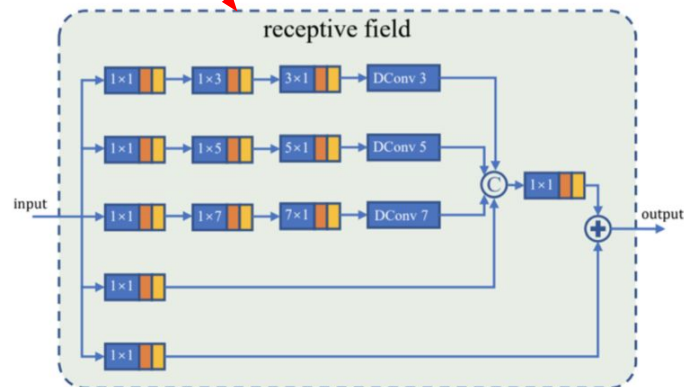 receptive field
1×1 1×3 3×1 DConv 3
1×1 1×5 5×1 DConv 5
C 1×1
input 1×1 1×7 7×1 DConv 7 output
1×1
1×1